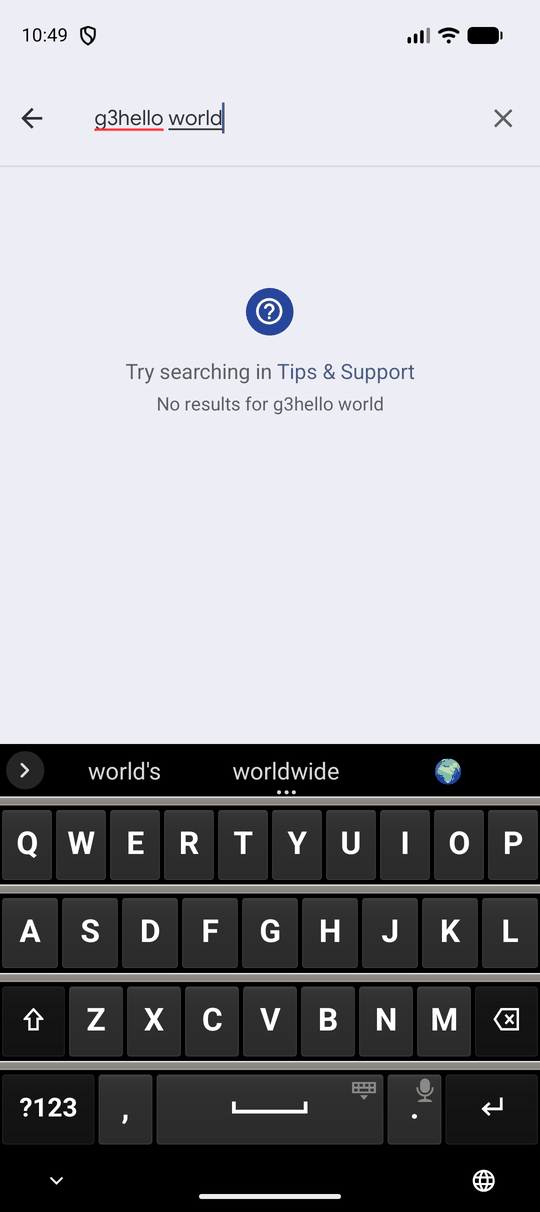 10:49
g3hello world
Try searching in Tips & Support
No results for g3hello world
world's worldwide
Q W E R T Y U I O P
A S D F G H J K L
Z X C V B N M
?123 , .